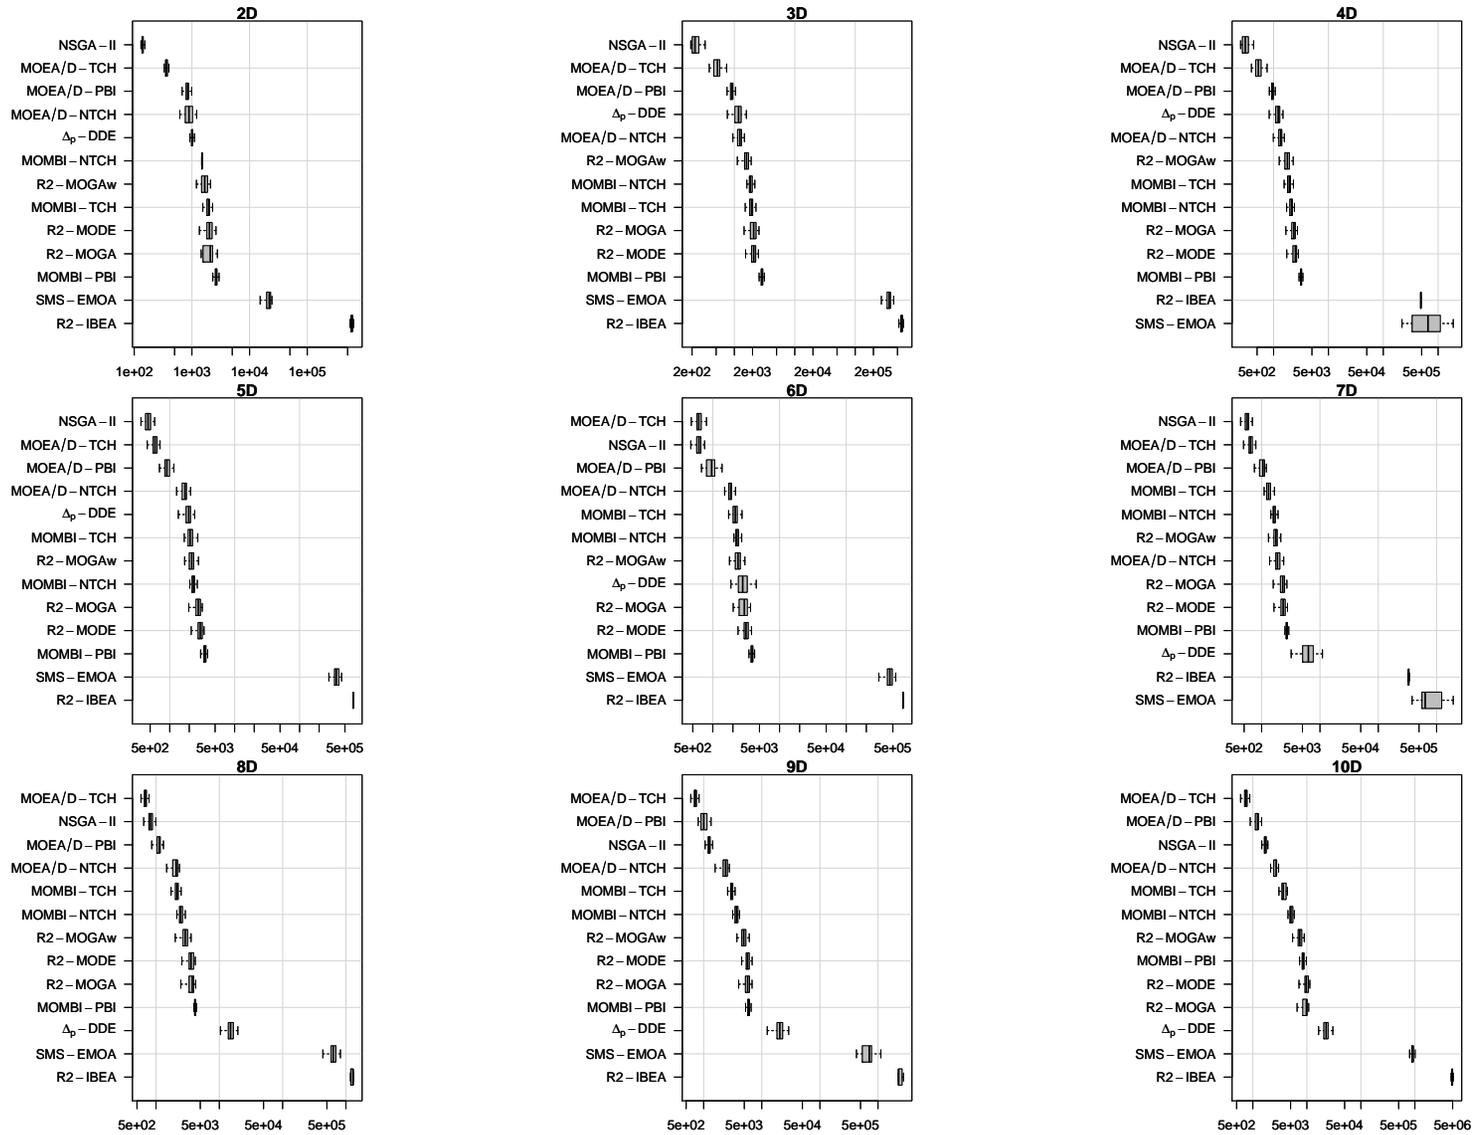 2D
NSGA−II
MOEA/D−TCH
MOEA/D−PBI
MOEA/D−NTCH
Δp−DDE
MOMBI−NTCH
R2−MOGAw
MOMBI−TCH
R2−MODE
R2−MOGA
MOMBI−PBI
SMS−EMOA
R2−IBEA
1e+02 1e+03 1e+04 1e+05
3D
NSGA−II
MOEA/D−TCH
MOEA/D−PBI
Δp−DDE
MOEA/D−NTCH
R2−MOGAw
MOMBI−NTCH
MOMBI−TCH
R2−MOGA
R2−MODE
MOMBI−PBI
SMS−EMOA
R2−IBEA
2e+02 2e+03 2e+04 2e+05
4D
NSGA−II
MOEA/D−TCH
MOEA/D−PBI
Δp−DDE
MOEA/D−NTCH
R2−MOGAw
MOMBI−TCH
MOMBI−NTCH
R2−MOGA
R2−MODE
MOMBI−PBI
R2−IBEA
SMS−EMOA
5e+02 5e+03 5e+04 5e+05
5D
NSGA−II
MOEA/D−TCH
MOEA/D−PBI
MOEA/D−NTCH
Δp−DDE
MOMBI−TCH
R2−MOGAw
MOMBI−NTCH
R2−MOGA
R2−MODE
MOMBI−PBI
SMS−EMOA
R2−IBEA
5e+02 5e+03 5e+04 5e+05
6D
MOEA/D−TCH
NSGA−II
MOEA/D−PBI
MOEA/D−NTCH
MOMBI−TCH
MOMBI−NTCH
R2−MOGAw
Δp−DDE
R2−MOGA
R2−MODE
MOMBI−PBI
SMS−EMOA
R2−IBEA
5e+02 5e+03 5e+04 5e+05
7D
NSGA−II
MOEA/D−TCH
MOEA/D−PBI
MOMBI−TCH
MOMBI−NTCH
R2−MOGAw
MOEA/D−NTCH
R2−MOGA
R2−MODE
MOMBI−PBI
Δp−DDE
R2−IBEA
SMS−EMOA
5e+02 5e+03 5e+04 5e+05
8D
MOEA/D−TCH
NSGA−II
MOEA/D−PBI
MOEA/D−NTCH
MOMBI−TCH
MOMBI−NTCH
R2−MOGAw
R2−MODE
R2−MOGA
MOMBI−PBI
Δp−DDE
SMS−EMOA
R2−IBEA
5e+02 5e+03 5e+04 5e+05
9D
MOEA/D−TCH
MOEA/D−PBI
NSGA−II
MOEA/D−NTCH
MOMBI−TCH
MOMBI−NTCH
R2−MOGAw
R2−MODE
R2−MOGA
MOMBI−PBI
Δp−DDE
SMS−EMOA
R2−IBEA
5e+02 5e+03 5e+04 5e+05
10D
MOEA/D−TCH
MOEA/D−PBI
NSGA−II
MOEA/D−NTCH
MOMBI−TCH
MOMBI−NTCH
R2−MOGAw
MOMBI−PBI
R2−MODE
R2−MOGA
Δp−DDE
SMS−EMOA
R2−IBEA
5e+02 5e+03 5e+04 5e+05 5e+06